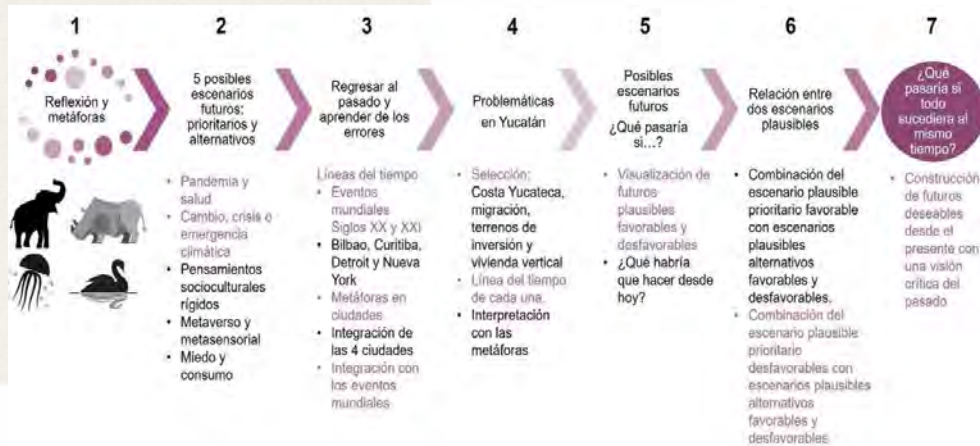 1
2
3
4
5
6
7
Reflexión y
metáforas
5 posibles
escenarios
futuros:
prioritarios y
alternativos
Regresar al
pasado y
aprender de los
errores
Problemáticas
en Yucatán
Posibles
escenarios
futuros
¿Qué pasaría
si…?
Relación entre
dos escenarios
plausibles
¿Qué
pasaría si
todo
sucediera al
mismo
tiempo?
• Pandemia y
salud
• Cambio, crisis o
emergencia
climática
• Pensamientos
socioculturales
rígidos
• Metaverso y
metasensorial
• Miedo y
consumo
Líneas del tiempo
• Eventos
mundiales
Siglos XX y XXI
• Bilbao, Curitiba,
Detroit y Nueva
York
• Metáforas en
ciudades
• Integración de
las 4 ciudades
• Integración con
los eventos
mundiales
• Selección:
Costa Yucateca,
migración,
terrenos de
inversión y
vivienda vertical
• Línea del tiempo
de cada una.
• Interpretación
con las
metáforas
• Visualización de
futuros
plausibles
favorables y
desfavorables
• ¿Qué habría
que hacer desde
hoy?
• Combinación del
escenario plausible
prioritario favorable
con escenarios
plausibles
alternativos
favorables y
desfavorables.
• Combinación del
escenario plausible
prioritario
desfavorables con
escenarios plausibles
alternativos
favorables y
desfavorables
• Construcción
de futuros
deseables
desde el
presente con
una visión
crítica del
pasado